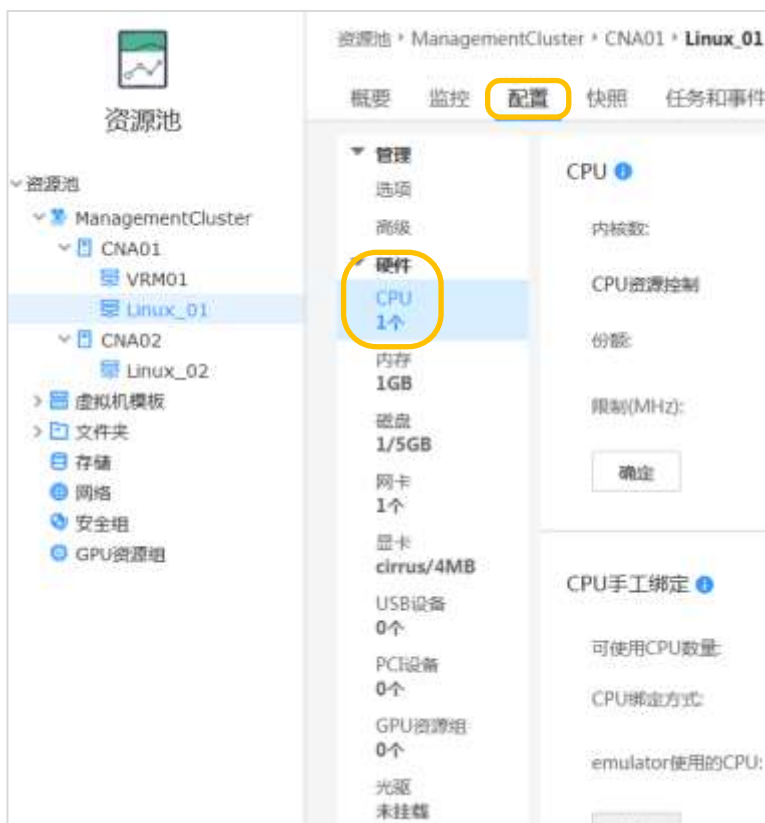 资源池
资源池
ManagementCluster
CNA01
VRM01
Linux_01
CNA02
Linux_02
虚拟机模板
文件夹
存储
网络
安全组
GPU资源组
资源池 ManagementCluster CNA01 Linux_01
概要 监控 配置 快照 任务和事件
管理
选项
高级
硬件
CPU
1个
内存
1GB
磁盘
1/5GB
网卡
1个
显卡
cirrus/4MB
USB设备
0个
PCI设备
0个
GPU资源组
0个
光驱
未挂载
CPU
内核数:
CPU资源控制
份额:
限制(MHz):
确定
CPU手工绑定
可使用CPU数量:
CPU绑定方式:
emulator使用的CPU: